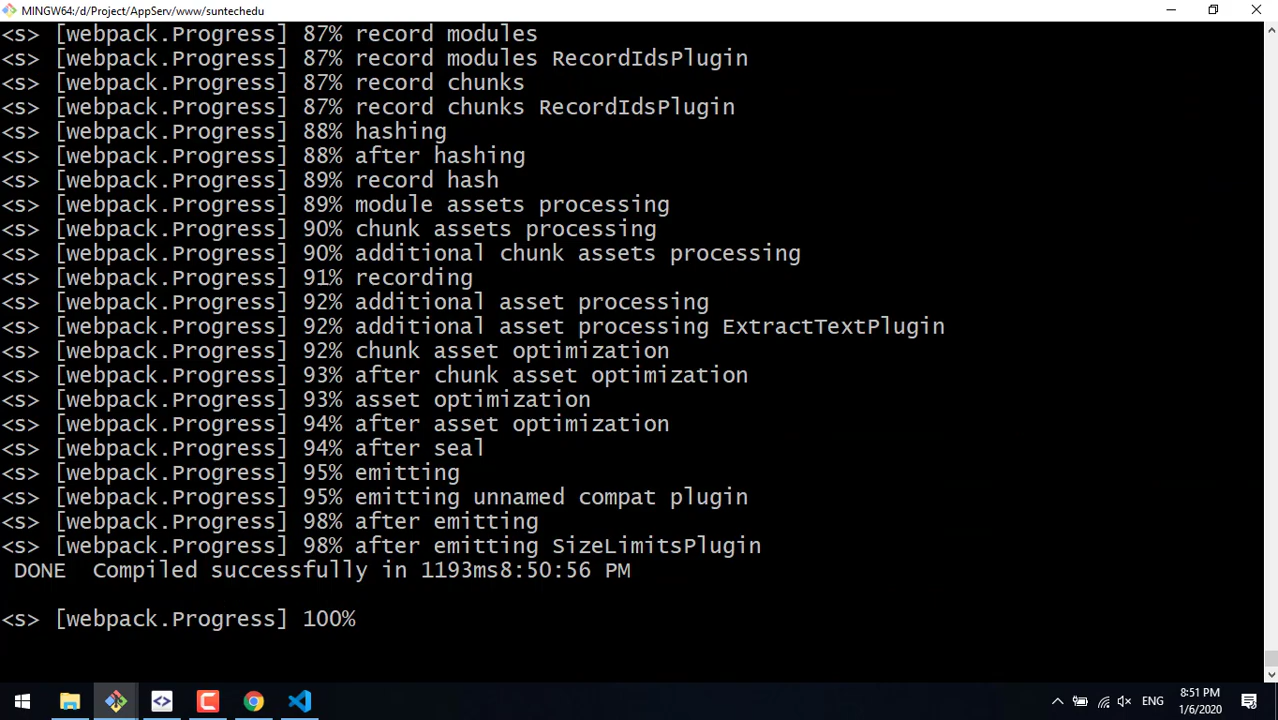 MINGW64:/d/Project/AppServ/www/suntechedu
<s> [webpack.Progress] 87% record modules
<s> [webpack.Progress] 87% record modules RecordIdsPlugin
<s> [webpack.Progress] 87% record chunks
<s> [webpack.Progress] 87% record chunks RecordIdsPlugin
<s> [webpack.Progress] 88% hashing
<s> [webpack.Progress] 88% after hashing
<s> [webpack.Progress] 89% record hash
<s> [webpack.Progress] 89% module assets processing
<s> [webpack.Progress] 90% chunk assets processing
<s> [webpack.Progress] 90% additional chunk assets processing
<s> [webpack.Progress] 91% recording
<s> [webpack.Progress] 92% additional asset processing
<s> [webpack.Progress] 92% additional asset processing ExtractTextPlugin
<s> [webpack.Progress] 92% chunk asset optimization
<s> [webpack.Progress] 93% after chunk asset optimization
<s> [webpack.Progress] 93% asset optimization
<s> [webpack.Progress] 94% after asset optimization
<s> [webpack.Progress] 94% after seal
<s> [webpack.Progress] 95% emitting
<s> [webpack.Progress] 95% emitting unnamed compat plugin
<s> [webpack.Progress] 98% after emitting
<s> [webpack.Progress] 98% after emitting SizeLimitsPlugin
DONE  Compiled successfully in 1193ms8:50:56 PM
<s> [webpack.Progress] 100%
ENG
8:51 PM
1/6/2020